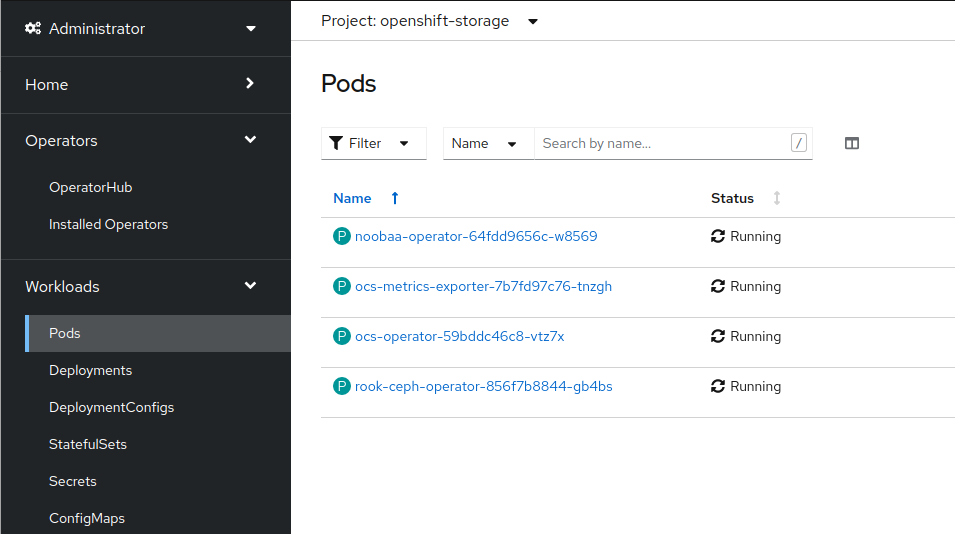 Administrator
Home
Operators
OperatorHub
Installed Operators
Workloads
Pods
Deployments
DeploymentConfigs
StatefulSets
Secrets
ConfigMaps
Project: openshift-storage
Pods
Filter Name Search by name... /
Name Status
P noobaa-operator-64fdd9656c-w8569 Running
P ocs-metrics-exporter-7b7fd97c76-tnzgh Running
P ocs-operator-59bddc46c8-vtz7x Running
P rook-ceph-operator-856f7b8844-gb4bs Running